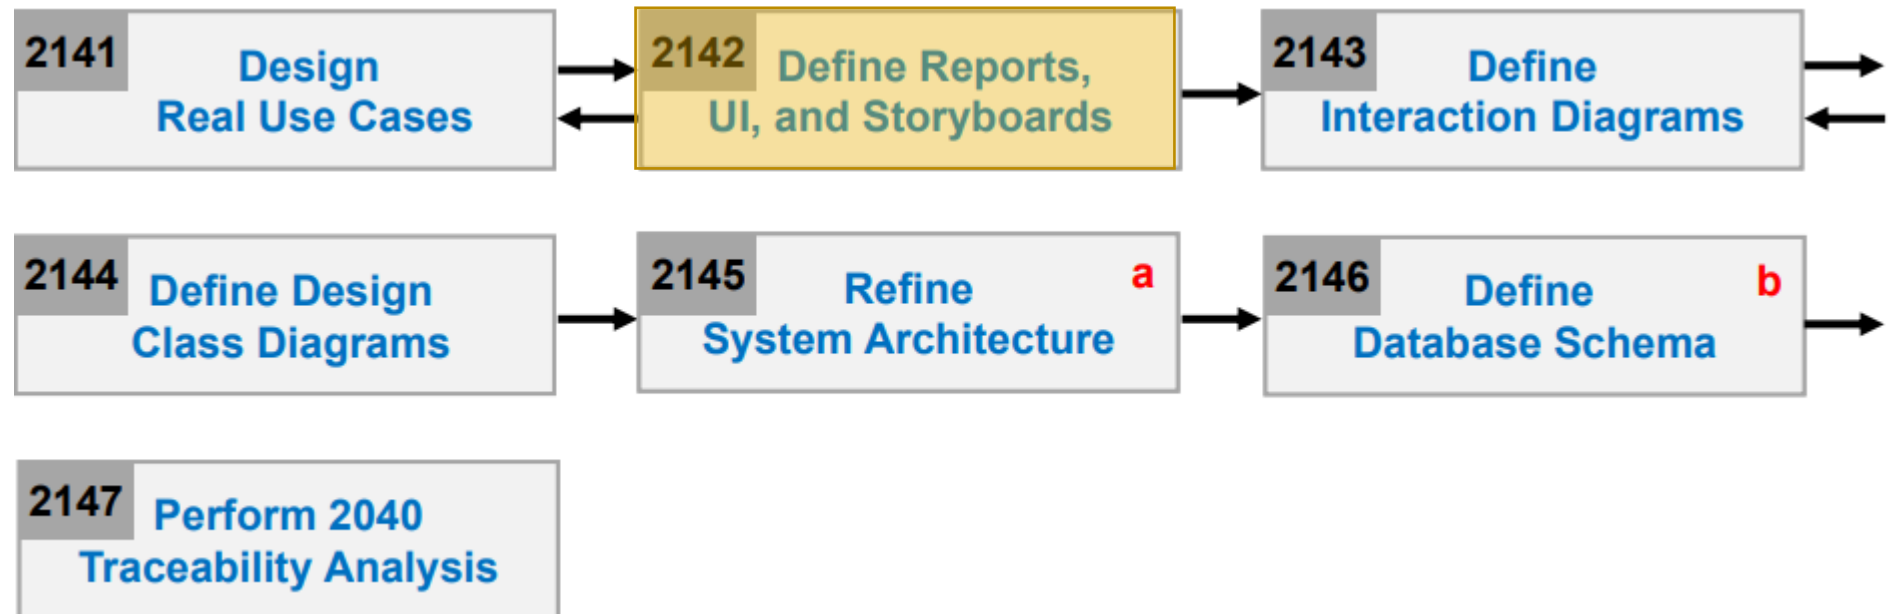 2141 Design
Real Use Cases
2142 Define Reports,
UI, and Storyboards
2143 Define
Interaction Diagrams
2144 Define Design
Class Diagrams
2145 Refine a
System Architecture
2146 Define b
Database Schema
2147 Perform 2040
Traceability Analysis